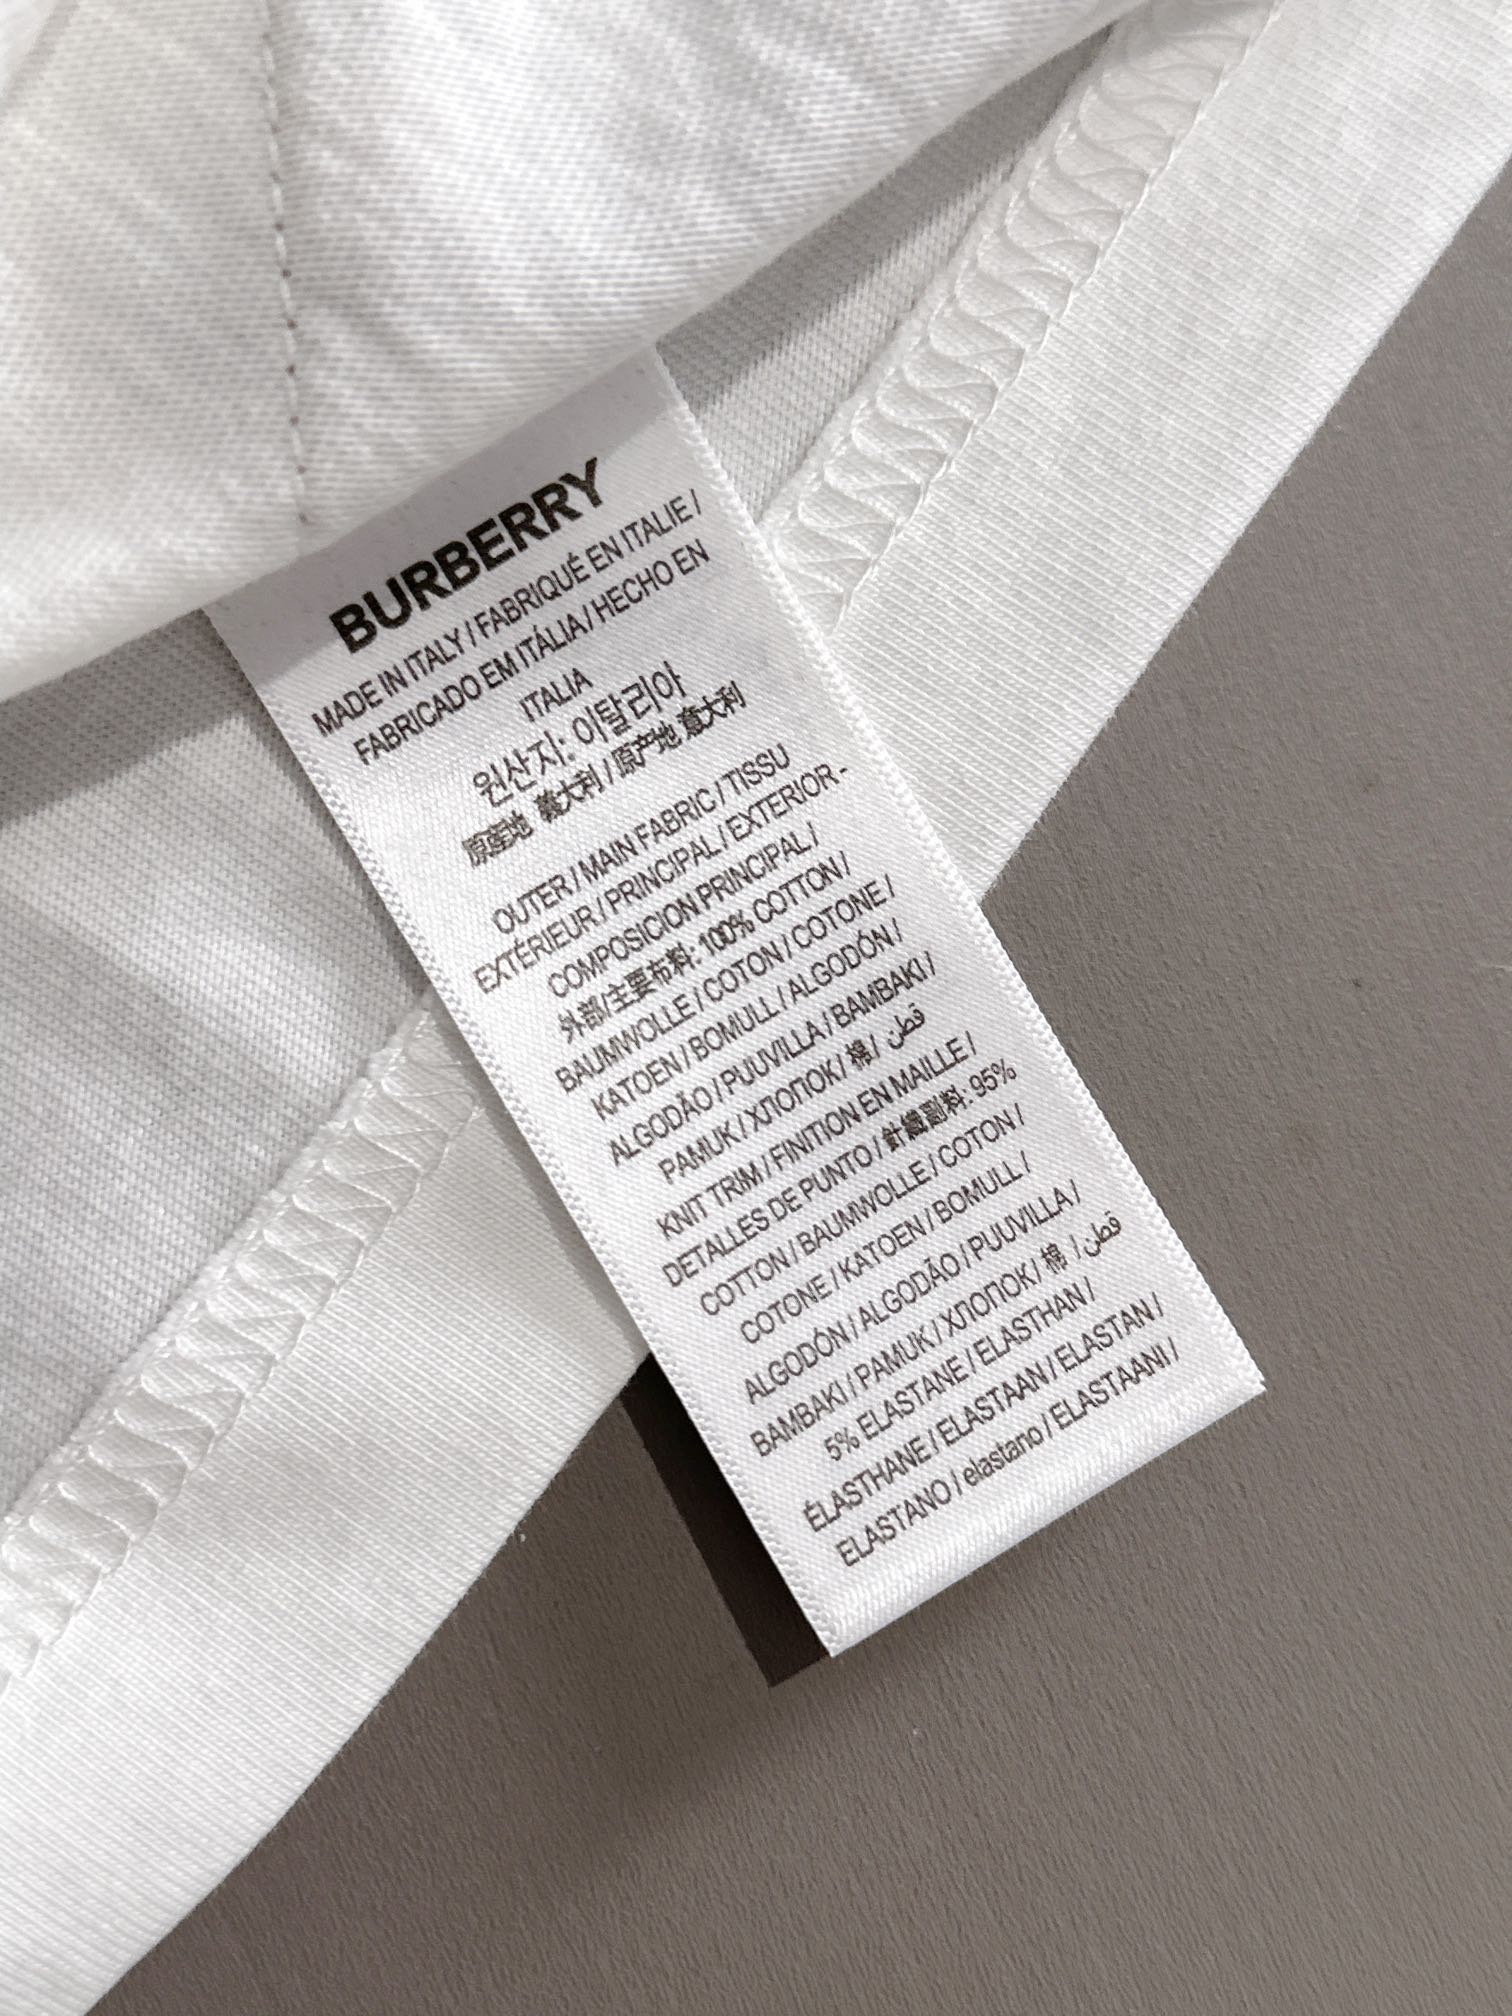 BURBERRY
MADE IN ITALY / FABRIQUÉ EN ITALIE /
FABRICADO EM ITÁLIA / HECHO EN
ITALIA
원산지: 이탈리아
原産地 義大利 / 原产地 意大利
OUTER / MAIN FABRIC / TISSU
EXTÉRIEUR / PRINCIPAL / EXTERIOR -
COMPOSICION PRINCIPAL /
外部/主要布料: 100% COTTON /
BAUMWOLLE / COTON / COTONE /
KATOEN / BOMULL / ALGODÓN /
ALGODÃO / PUUVILLA / BAMBAKI /
PAMUK / ХЛОПОК / 棉 / قطن
KNIT TRIM / FINITION EN MAILLE /
DETALLES DE PUNTO / 針織副料: 95%
COTTON / BAUMWOLLE / COTON /
COTONE / KATOEN / BOMULL /
ALGODÓN / ALGODÃO / PUUVILLA /
BAMBAKI / PAMUK / ХЛОПОК / 棉 / قطن
5% ELASTANE / ELASTHAN /
ÉLASTHANE / ELASTAAN / ELASTAN /
ELASTANO / elastano / ELASTAANI /